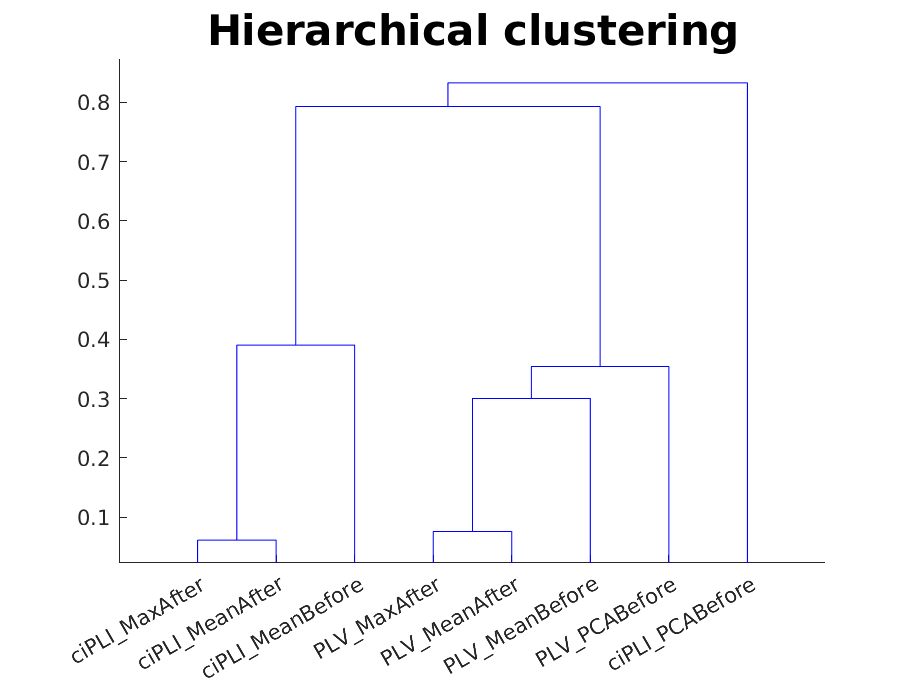 Hierarchical clustering
0.8
0.7
0.6
0.5
0.4
0.3
0.2
0.1
ciPLI_MaxAfter
ciPLI_MeanAfter
ciPLI_MeanBefore
PLV_MaxAfter
PLV_MeanAfter
PLV_MeanBefore
PLV_PCABefore
ciPLI_PCABefore